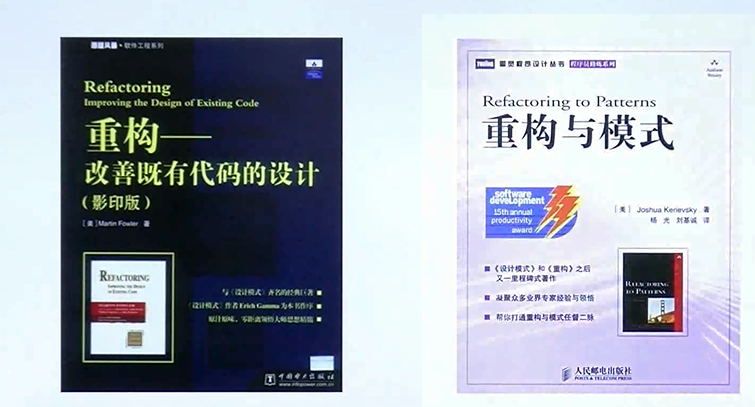 原版风暴·软件工程系列
Refactoring
Improving the Design of Existing Code
重构——
改善既有代码的设计
（影印版）
[美] Martin Fowler 著
REFACTORING
IMPROVING THE DESIGN
OF EXISTING CODE
与《设计模式》齐名的经典巨著
《设计模式》作者Erich Gamma为本书作序
原汁原味，零距离领悟大师思想精髓
中国电力出版社
www.infopower.com.cn
TURING
图灵程序设计丛书
程序员修炼系列
Addison
Wesley
Refactoring to Patterns
重构与模式
software
development
15th annual
productivity
award
[美] Joshua Kerievsky 著
杨 光 刘基诚 译
《设计模式》和《重构》之后
又一里程碑式著作
凝聚众多业界专家经验与领悟
帮你打通重构与模式任督二脉
REFACTORING
TO PATTERNS
人民邮电出版社
POSTS & TELECOM PRESS